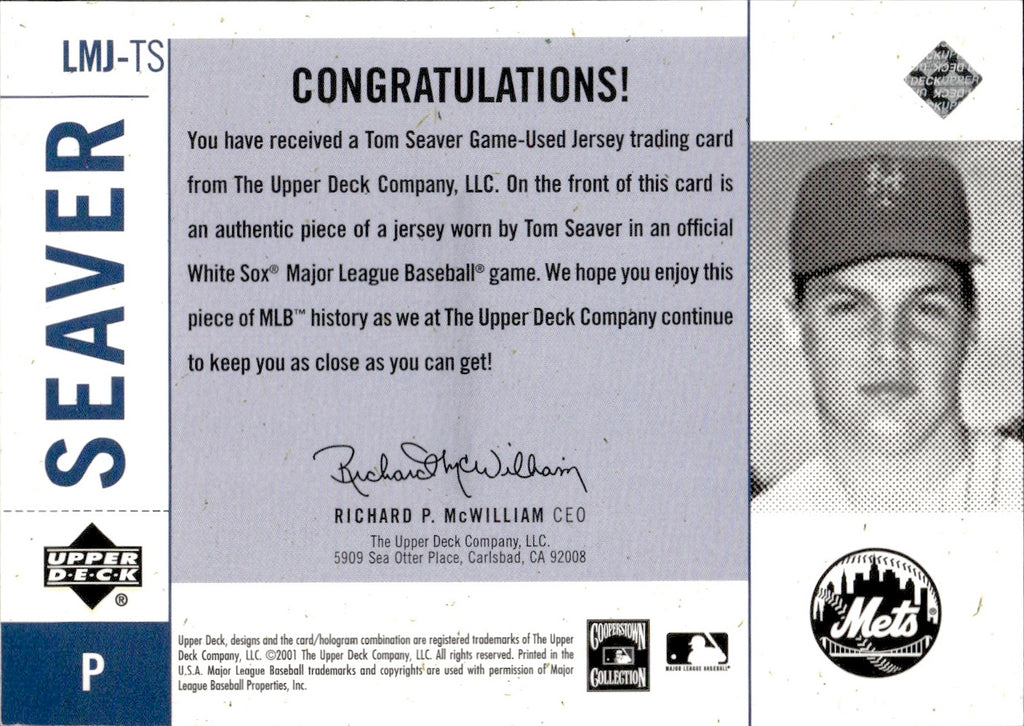 LMJ-TS
SEAVER
UPPER
D·E·C·K®
P
CONGRATULATIONS!
You have received a Tom Seaver Game-Used Jersey trading card
from The Upper Deck Company, LLC. On the front of this card is
an authentic piece of a jersey worn by Tom Seaver in an official
White Sox® Major League Baseball® game. We hope you enjoy this
piece of MLB™ history as we at The Upper Deck Company continue
to keep you as close as you can get!
Richard P. McWilliam
RICHARD P. McWILLIAM CEO
The Upper Deck Company, LLC.
5909 Sea Otter Place, Carlsbad, CA 92008
Upper Deck, designs and the card/hologram combination are registered trademarks of The Upper
Deck Company, LLC. ©2001 The Upper Deck Company, LLC. All rights reserved. Printed in the
U.S.A. Major League Baseball trademarks and copyrights are used with permission of Major
League Baseball Properties, Inc.
COOPERSTOWN
COLLECTION
MAJOR LEAGUE BASEBALL®
DECKUPPER
NY
Mets®